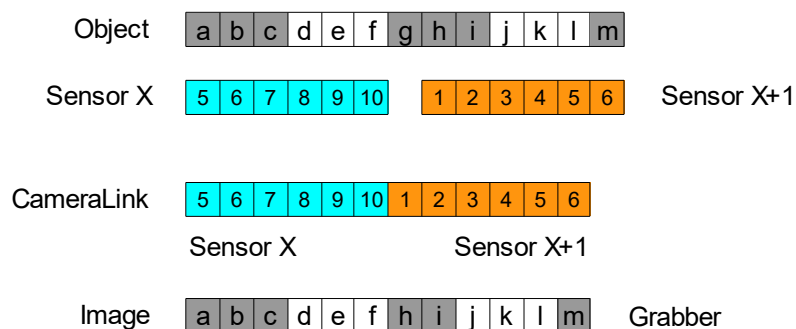 Object a b c d e f g h i j k l m
Sensor X 5 6 7 8 9 10 1 2 3 4 5 6 Sensor X+1
CameraLink 5 6 7 8 9 10 1 2 3 4 5 6
Sensor X Sensor X+1
Image a b c d e f h i j k l m Grabber